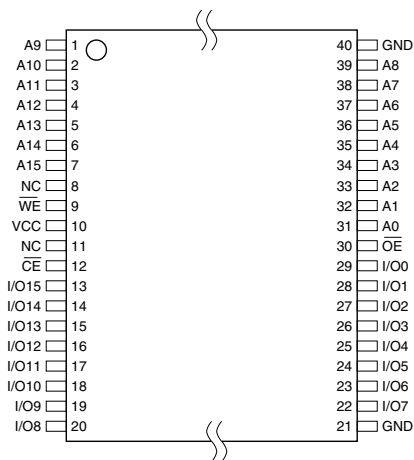 A9 1 40 GND
A10 2 39 A8
A11 3 38 A7
A12 4 37 A6
A13 5 36 A5
A14 6 35 A4
A15 7 34 A3
NC 8 33 A2
W̅E̅ 9 32 A1
VCC 10 31 A0
NC 11 30 O̅E̅
C̅E̅ 12 29 I/O0
I/O15 13 28 I/O1
I/O14 14 27 I/O2
I/O13 15 26 I/O3
I/O12 16 25 I/O4
I/O11 17 24 I/O5
I/O10 18 23 I/O6
I/O9 19 22 I/O7
I/O8 20 21 GND